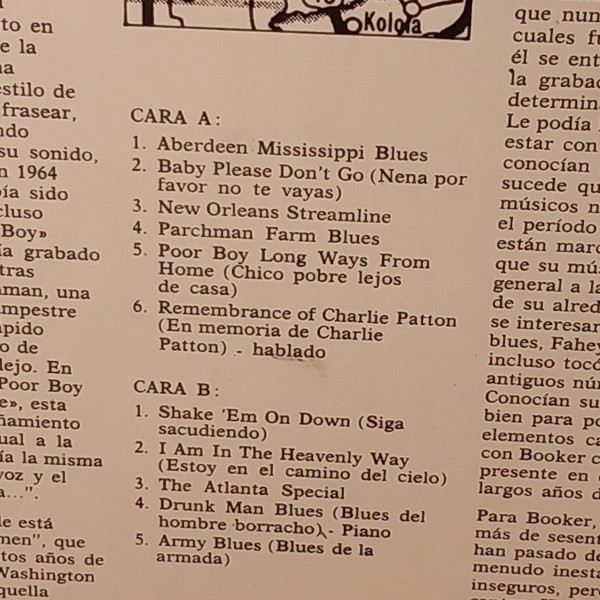 Kolola
to en
e la
na
estilo de
frasear,
ndo
su sonido,
n 1964
ía sido
cluso
Boy»
ía grabado
tras
man, una
mpestre
ápido
o de
lejo. En
Poor Boy
e», esta
ñamiento
ual a la
ía la misma
voz y el
a...".
le está
men", que
tos años de
Washington
quella
CARA A:
1. Aberdeen Mississippi Blues
2. Baby Please Don't Go (Nena por
favor no te vayas)
3. New Orleans Streamline
4. Parchman Farm Blues
5. Poor Boy Long Ways From
Home (Chico pobre lejos
de casa)
6. Remembrance of Charlie Patton
(En memoria de Charlie
Patton) - hablado
CARA B:
1. Shake 'Em On Down (Siga
sacudiendo)
2. I Am In The Heavenly Way
(Estoy en el camino del cielo)
3. The Atlanta Special
4. Drunk Man Blues (Blues del
hombre borracho) - Piano
5. Army Blues (Blues de la
armada)
que nun
cuales fu
él se ent
la grabac
determin
Le podía
estar con
conocían
sucede qu
músicos n
el período
están marc
que su mú
general a la
de su alred
se interesar
blues, Fahey
incluso tocó
antiguos nú
Conocían su
bien para po
elementos ca
con Booker c
presente en
largos años d
Para Booker,
más de sesent
han pasado de
menudo inesta
inseguros, pero